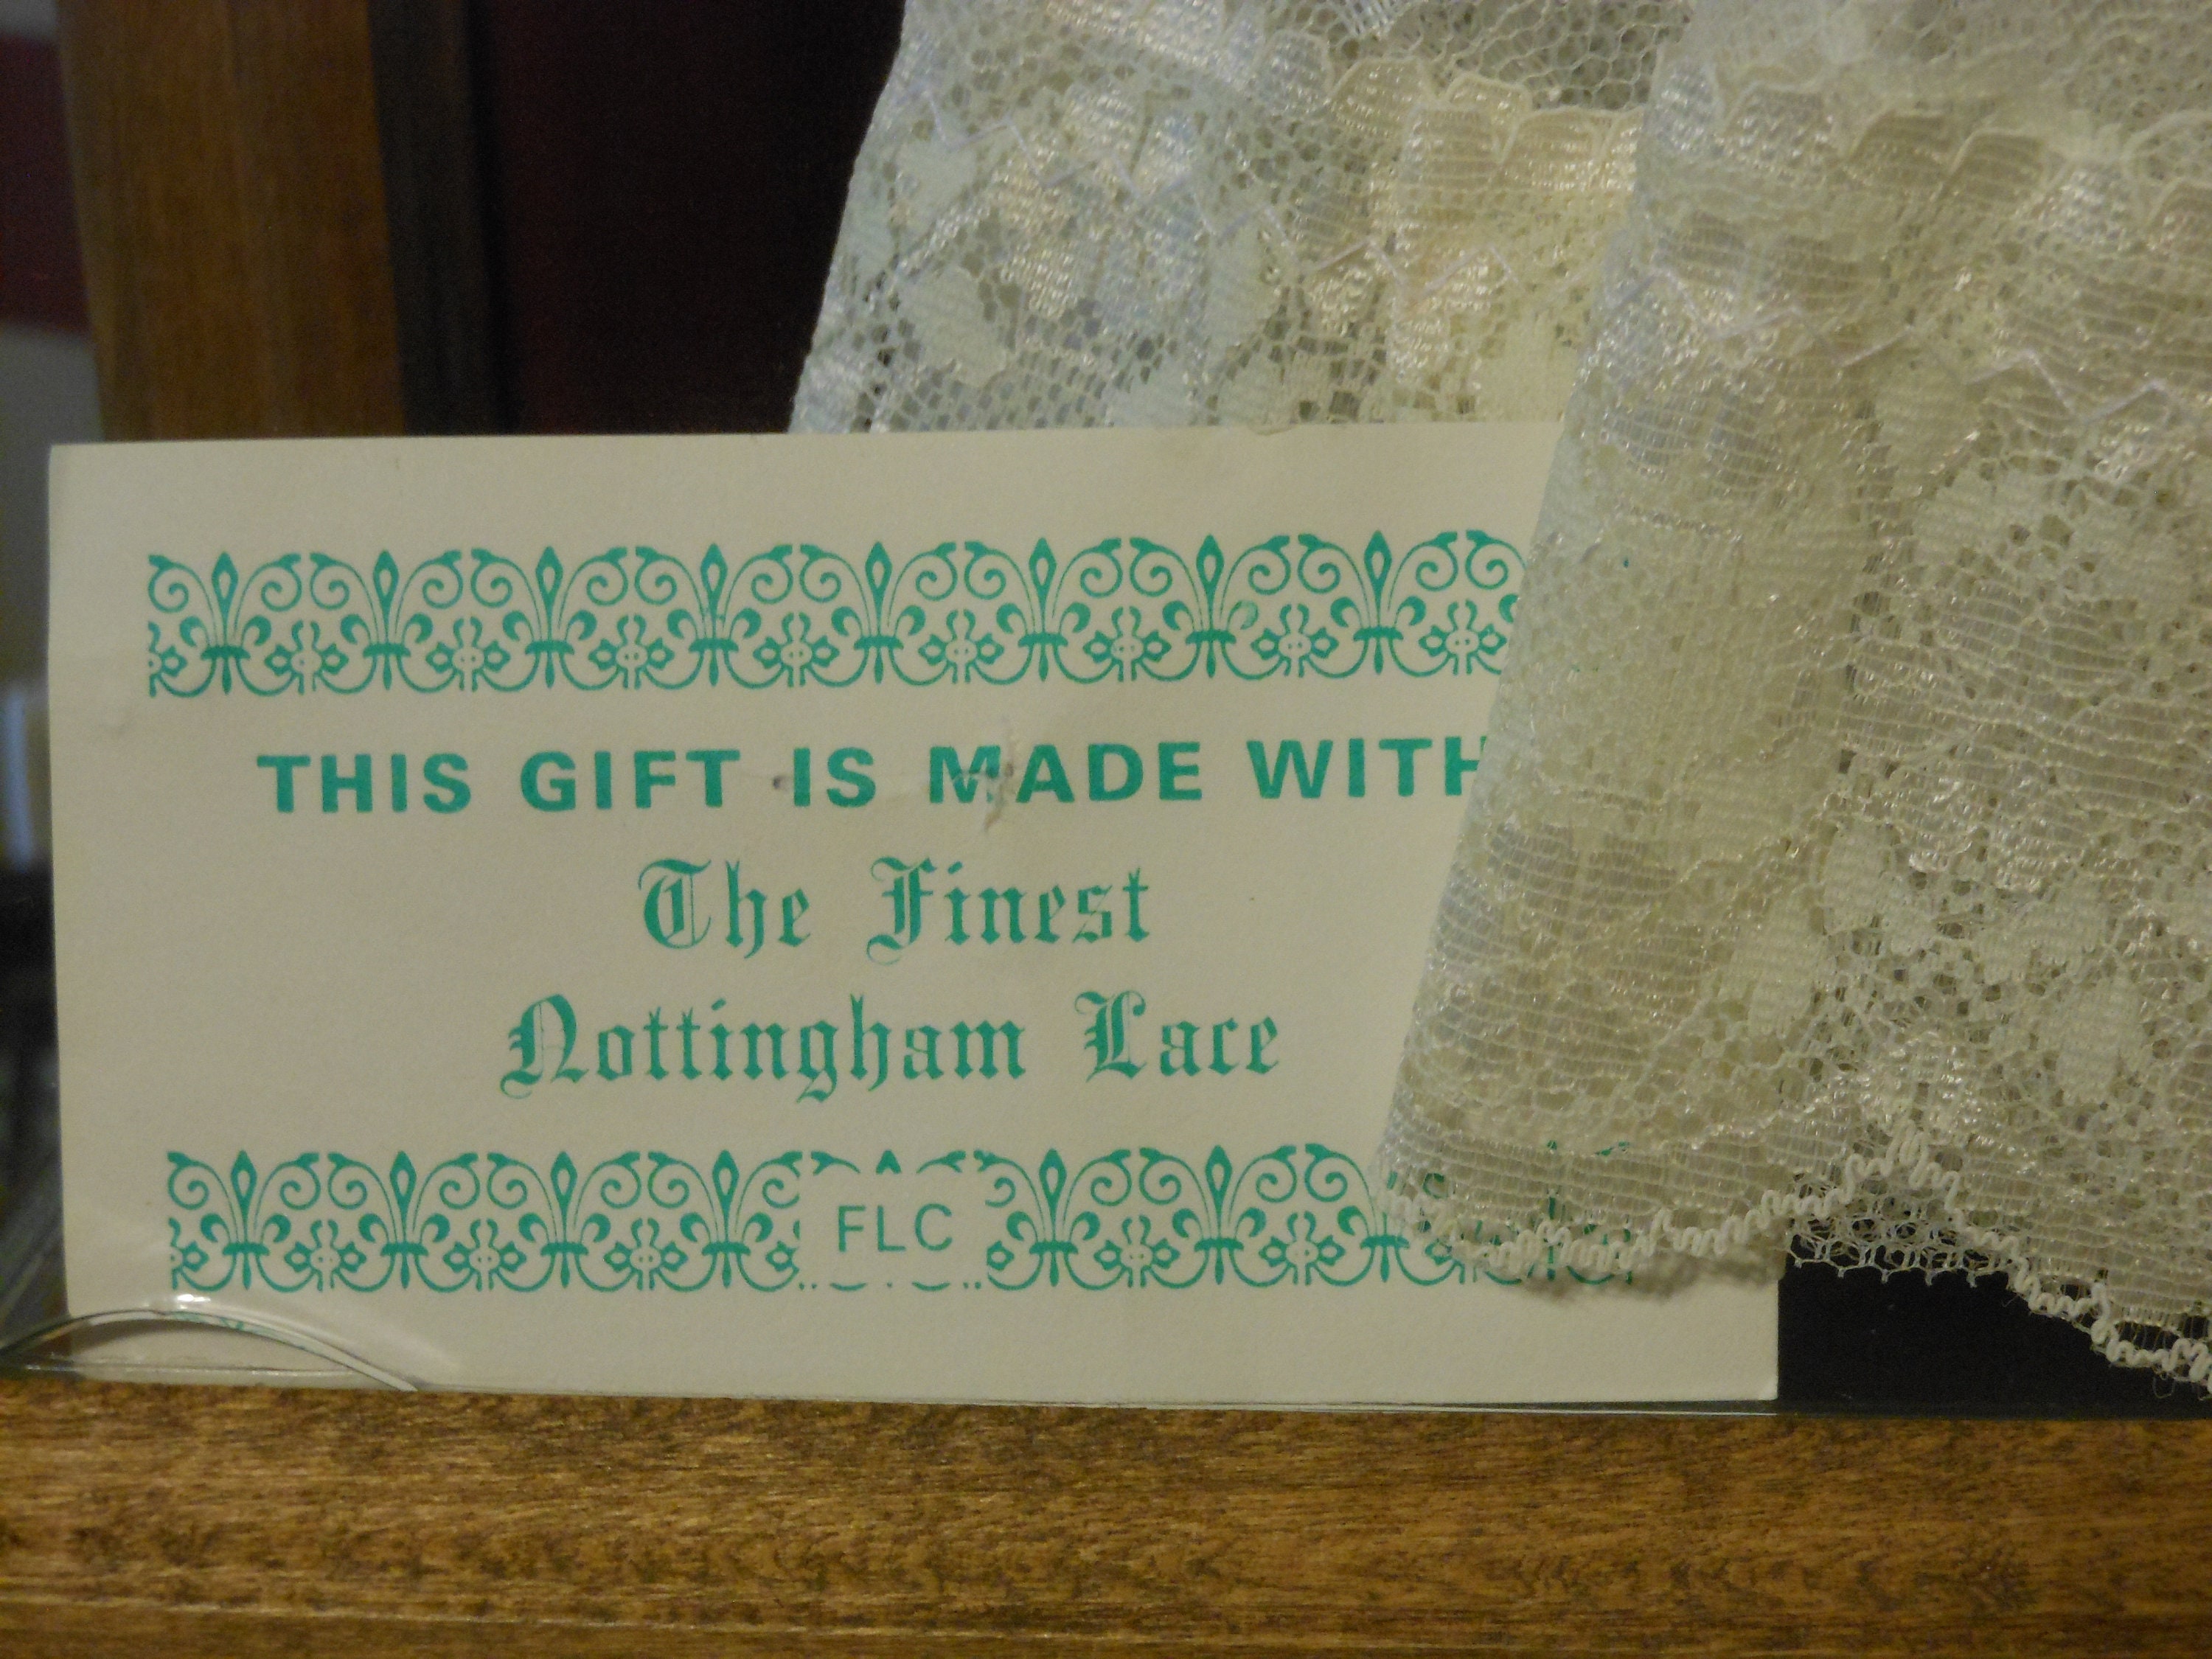 THIS GIFT IS MADE WITH
The Finest
Nottingham Lace
FLC